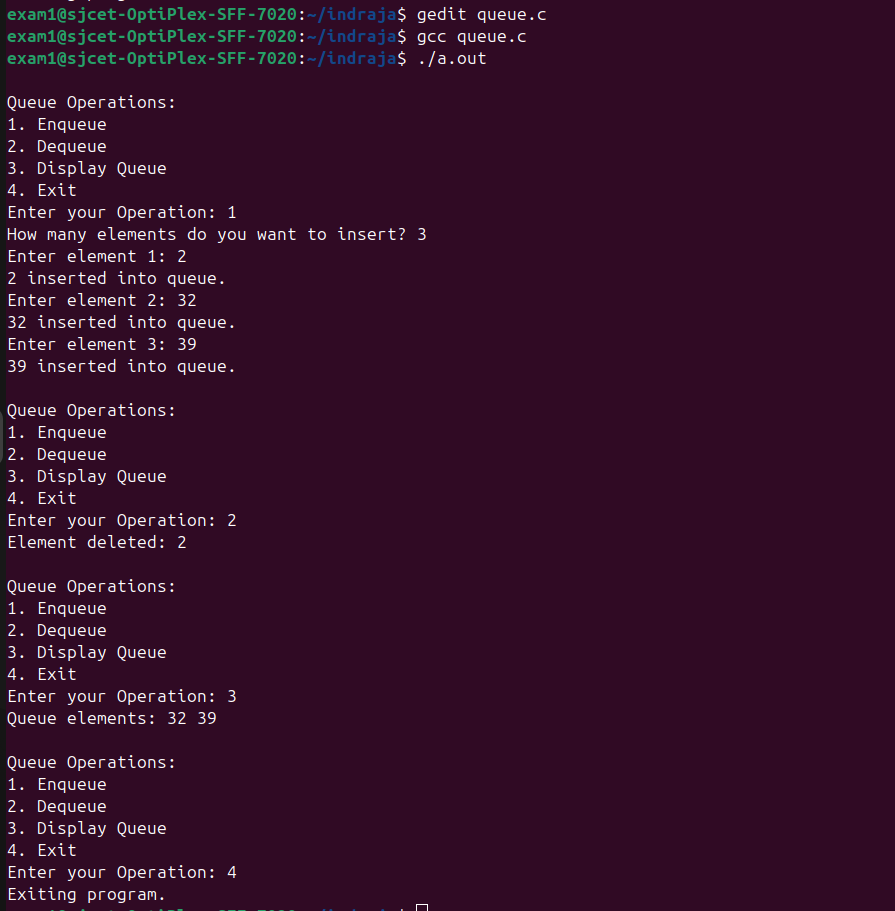 exam1@sjcet-OptiPlex-SFF-7020:~/indraja$ gedit queue.c
exam1@sjcet-OptiPlex-SFF-7020:~/indraja$ gcc queue.c
exam1@sjcet-OptiPlex-SFF-7020:~/indraja$ ./a.out
Queue Operations:
1. Enqueue
2. Dequeue
3. Display Queue
4. Exit
Enter your Operation: 1
How many elements do you want to insert? 3
Enter element 1: 2
2 inserted into queue.
Enter element 2: 32
32 inserted into queue.
Enter element 3: 39
39 inserted into queue.
Queue Operations:
1. Enqueue
2. Dequeue
3. Display Queue
4. Exit
Enter your Operation: 2
Element deleted: 2
Queue Operations:
1. Enqueue
2. Dequeue
3. Display Queue
4. Exit
Enter your Operation: 3
Queue elements: 32 39
Queue Operations:
1. Enqueue
2. Dequeue
3. Display Queue
4. Exit
Enter your Operation: 4
Exiting program.